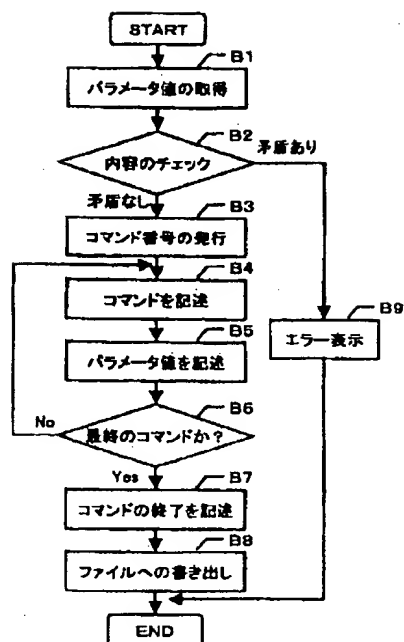 START
B1
パラメータ値の取得
B2
内容のチェック
矛盾あり
矛盾なし
B3
コマンド番号の発行
B4
コマンドを記述
B5
パラメータ値を記述
B9
エラー表示
B6
最終のコマンドか?
No
Yes
B7
コマンドの終了を記述
B8
ファイルへの書き出し
END